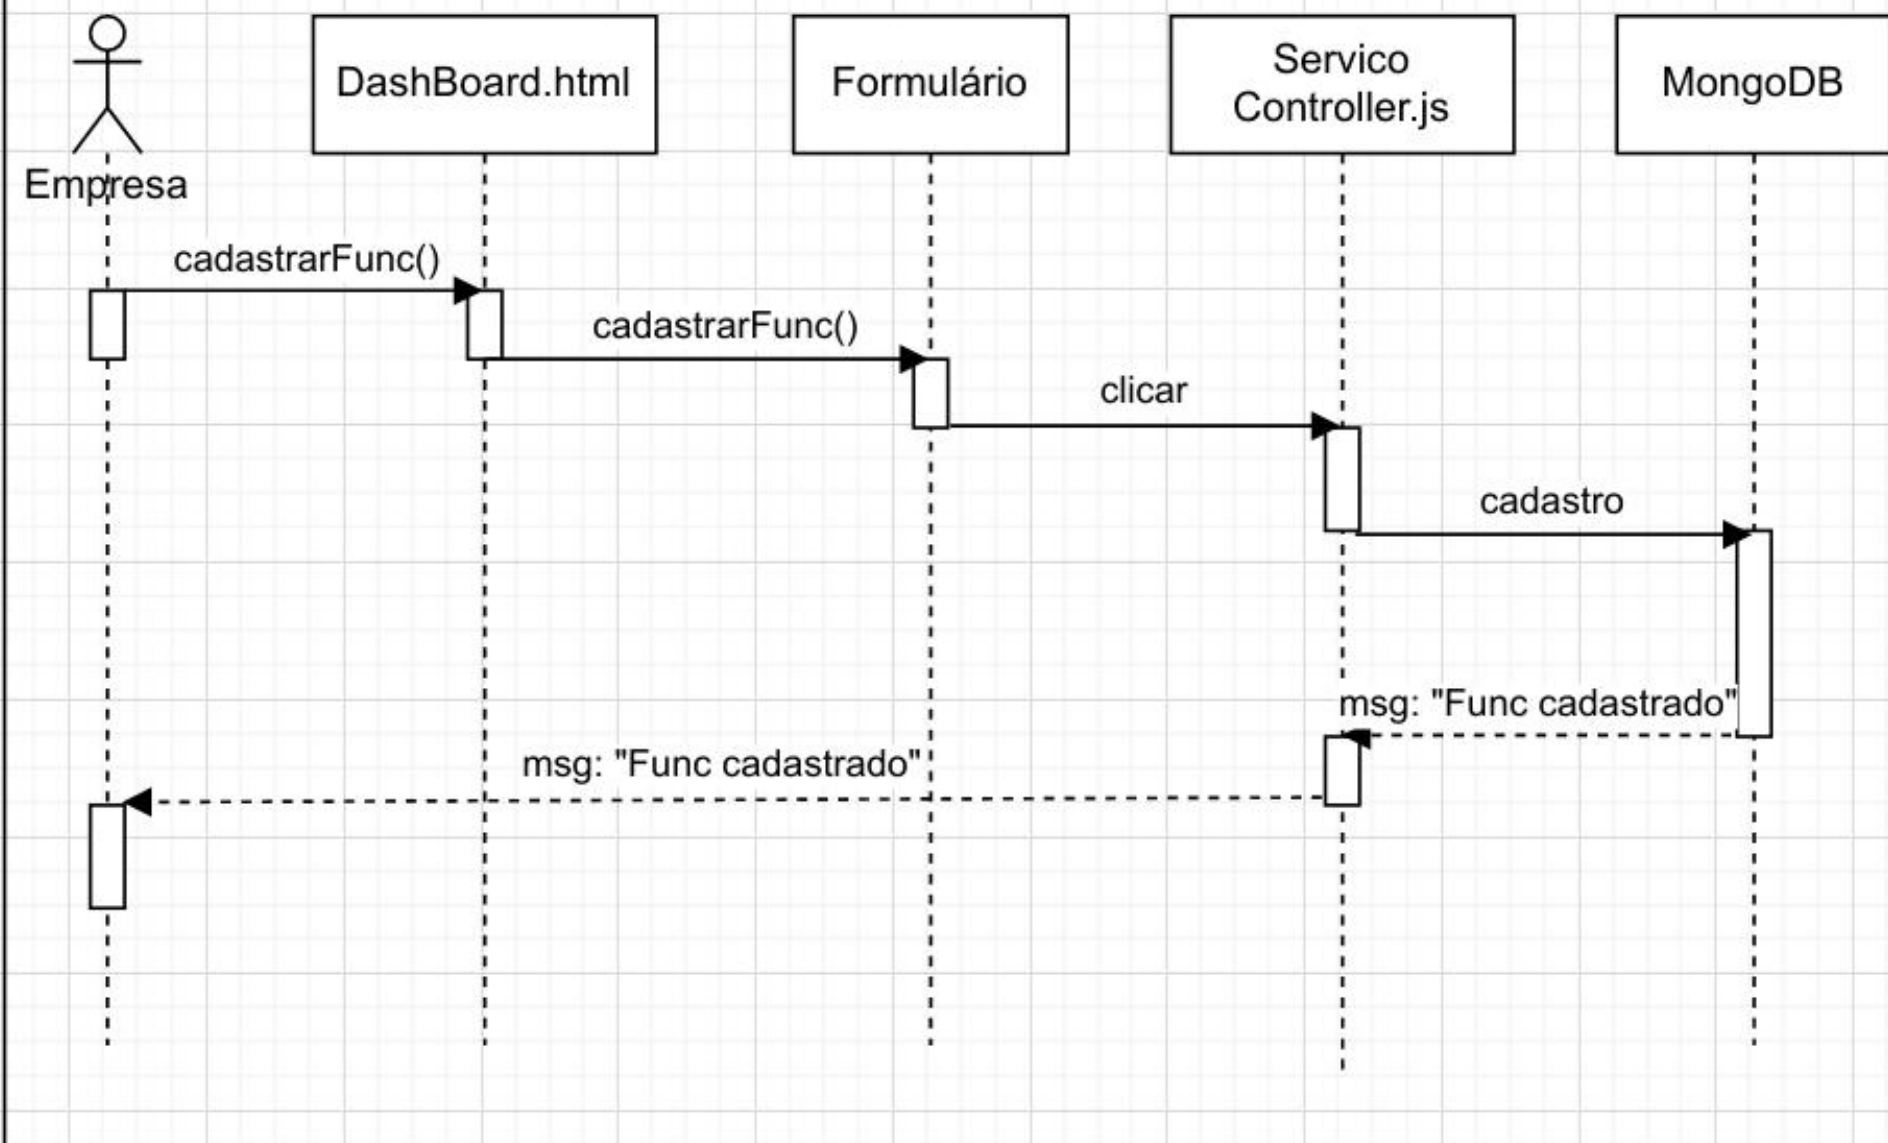 DashBoard.html
Formulário
Servico
Controller.js
MongoDB
Empresa
cadastrarFunc()
cadastrarFunc()
clicar
cadastro
msg: "Func cadastrado"
msg: "Func cadastrado"